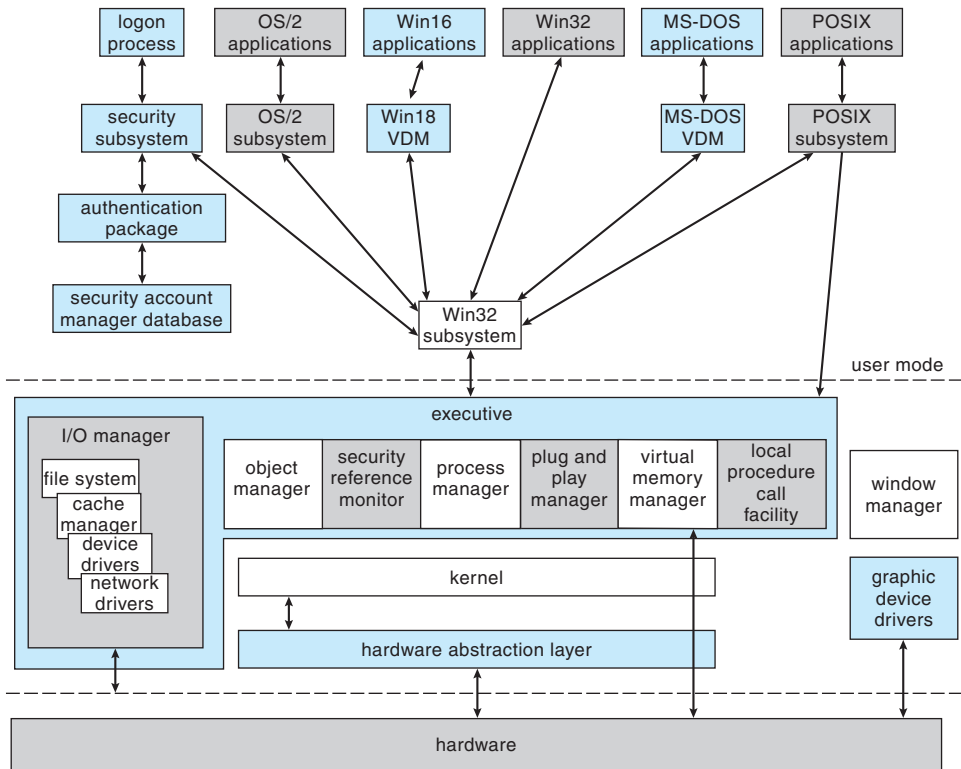 logon
process
OS/2
applications
Win16
applications
Win32
applications
MS-DOS
applications
POSIX
applications
security
subsystem
OS/2
subsystem
Win18
VDM
MS-DOS
VDM
POSIX
subsystem
authentication
package
security account
manager database
Win32
subsystem
user mode
executive
I/O manager
file system
cache
manager
device
drivers
network
drivers
object
manager
security
reference
monitor
process
manager
plug and
play
manager
virtual
memory
manager
local
procedure
call
facility
window
manager
kernel
graphic
device
drivers
hardware abstraction layer
hardware